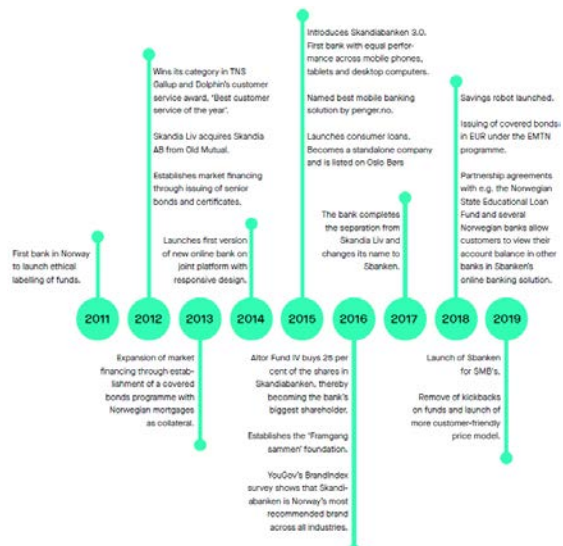 2011
First bank in Norway
to launch ethical
labelling of funds.
2012
Wins its category in TNS
Gallup and Dolphin's customer
service award, 'Best customer
service of the year'.
Skandia Liv acquires Skandia
AB from Old Mutual.
Establishes market financing
through issuing of senior
bonds and certificates.
2013
Expansion of market
financing through estab-
lishment of a covered
bonds programme with
Norwegian mortgages
as collateral.
2014
Launches first version
of new online bank on
joint platform with
responsive design.
2015
Introduces Skandiabanken 3.0.
First bank with equal perfor-
mance across mobile phones,
tablets and desktop computers.
Named best mobile banking
solution by penger.no.
Launches consumer loans.
Becomes a standalone company
and is listed on Oslo Børs
2016
Altor Fund IV buys 25 per
cent of the shares in
Skandiabanken, thereby
becoming the bank's
biggest shareholder.
Establishes the 'Framgang
sammen' foundation.
YouGov's BrandIndex
survey shows that Skandi-
abanken is Norway's most
recommended brand
across all industries.
2017
The bank completes
the separation from
Skandia Liv and
changes its name to
Sbanken.
2018
Savings robot launched.
Issuing of covered bonds
in EUR under the EMTN
programme.
Partnership agreements
with e.g. the Norwegian
State Educational Loan
Fund and several
Norwegian banks allow
customers to view their
account balance in other
banks in Sbanken's
online banking solution.
2019
Launch of Sbanken
for SMB's.
Remove of kickbacks
on funds and launch of
more customer-friendly
price model.